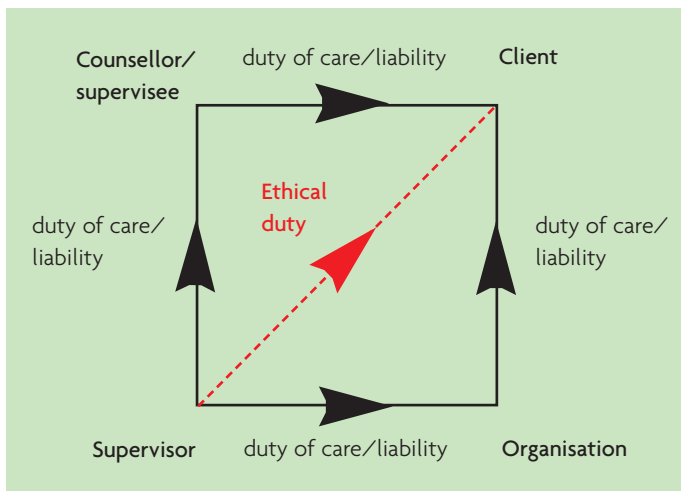 Counsellor/
supervisee
duty of care/liability
Client
Ethical
duty
duty of care/
liability
duty of care/
liability
Supervisor
duty of care/liability
Organisation